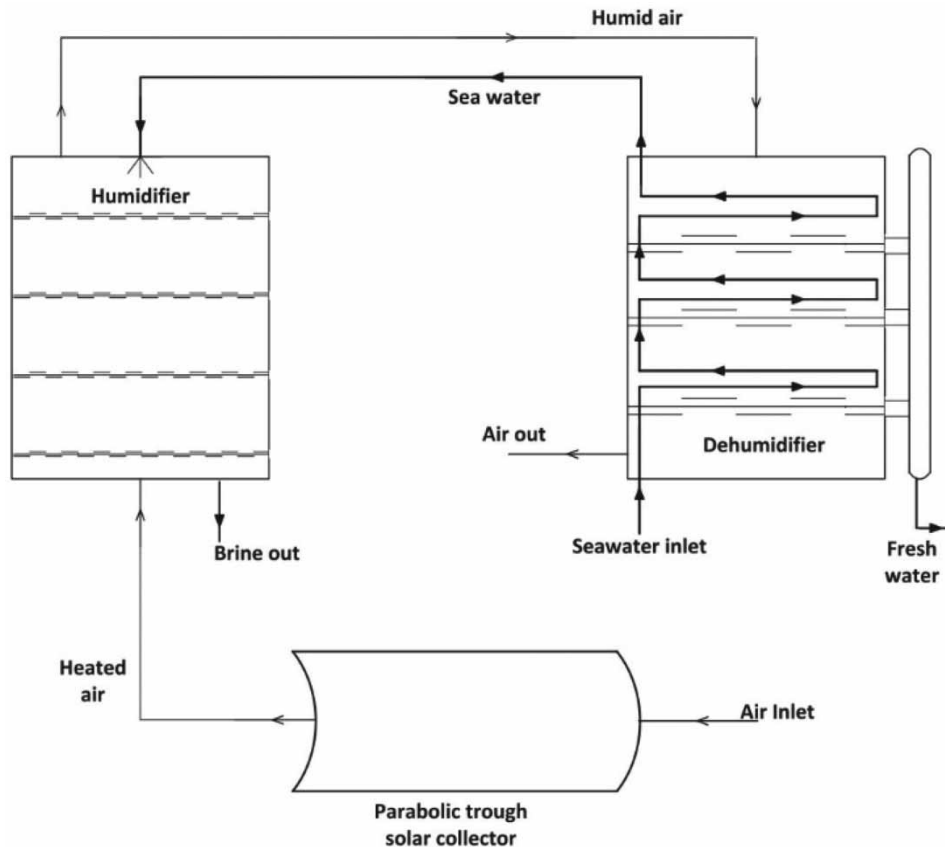 Humid air
Sea water
Humidifier
Air out
Dehumidifier
Brine out
Seawater inlet
Fresh
water
Heated
air
Air Inlet
Parabolic trough
solar collector